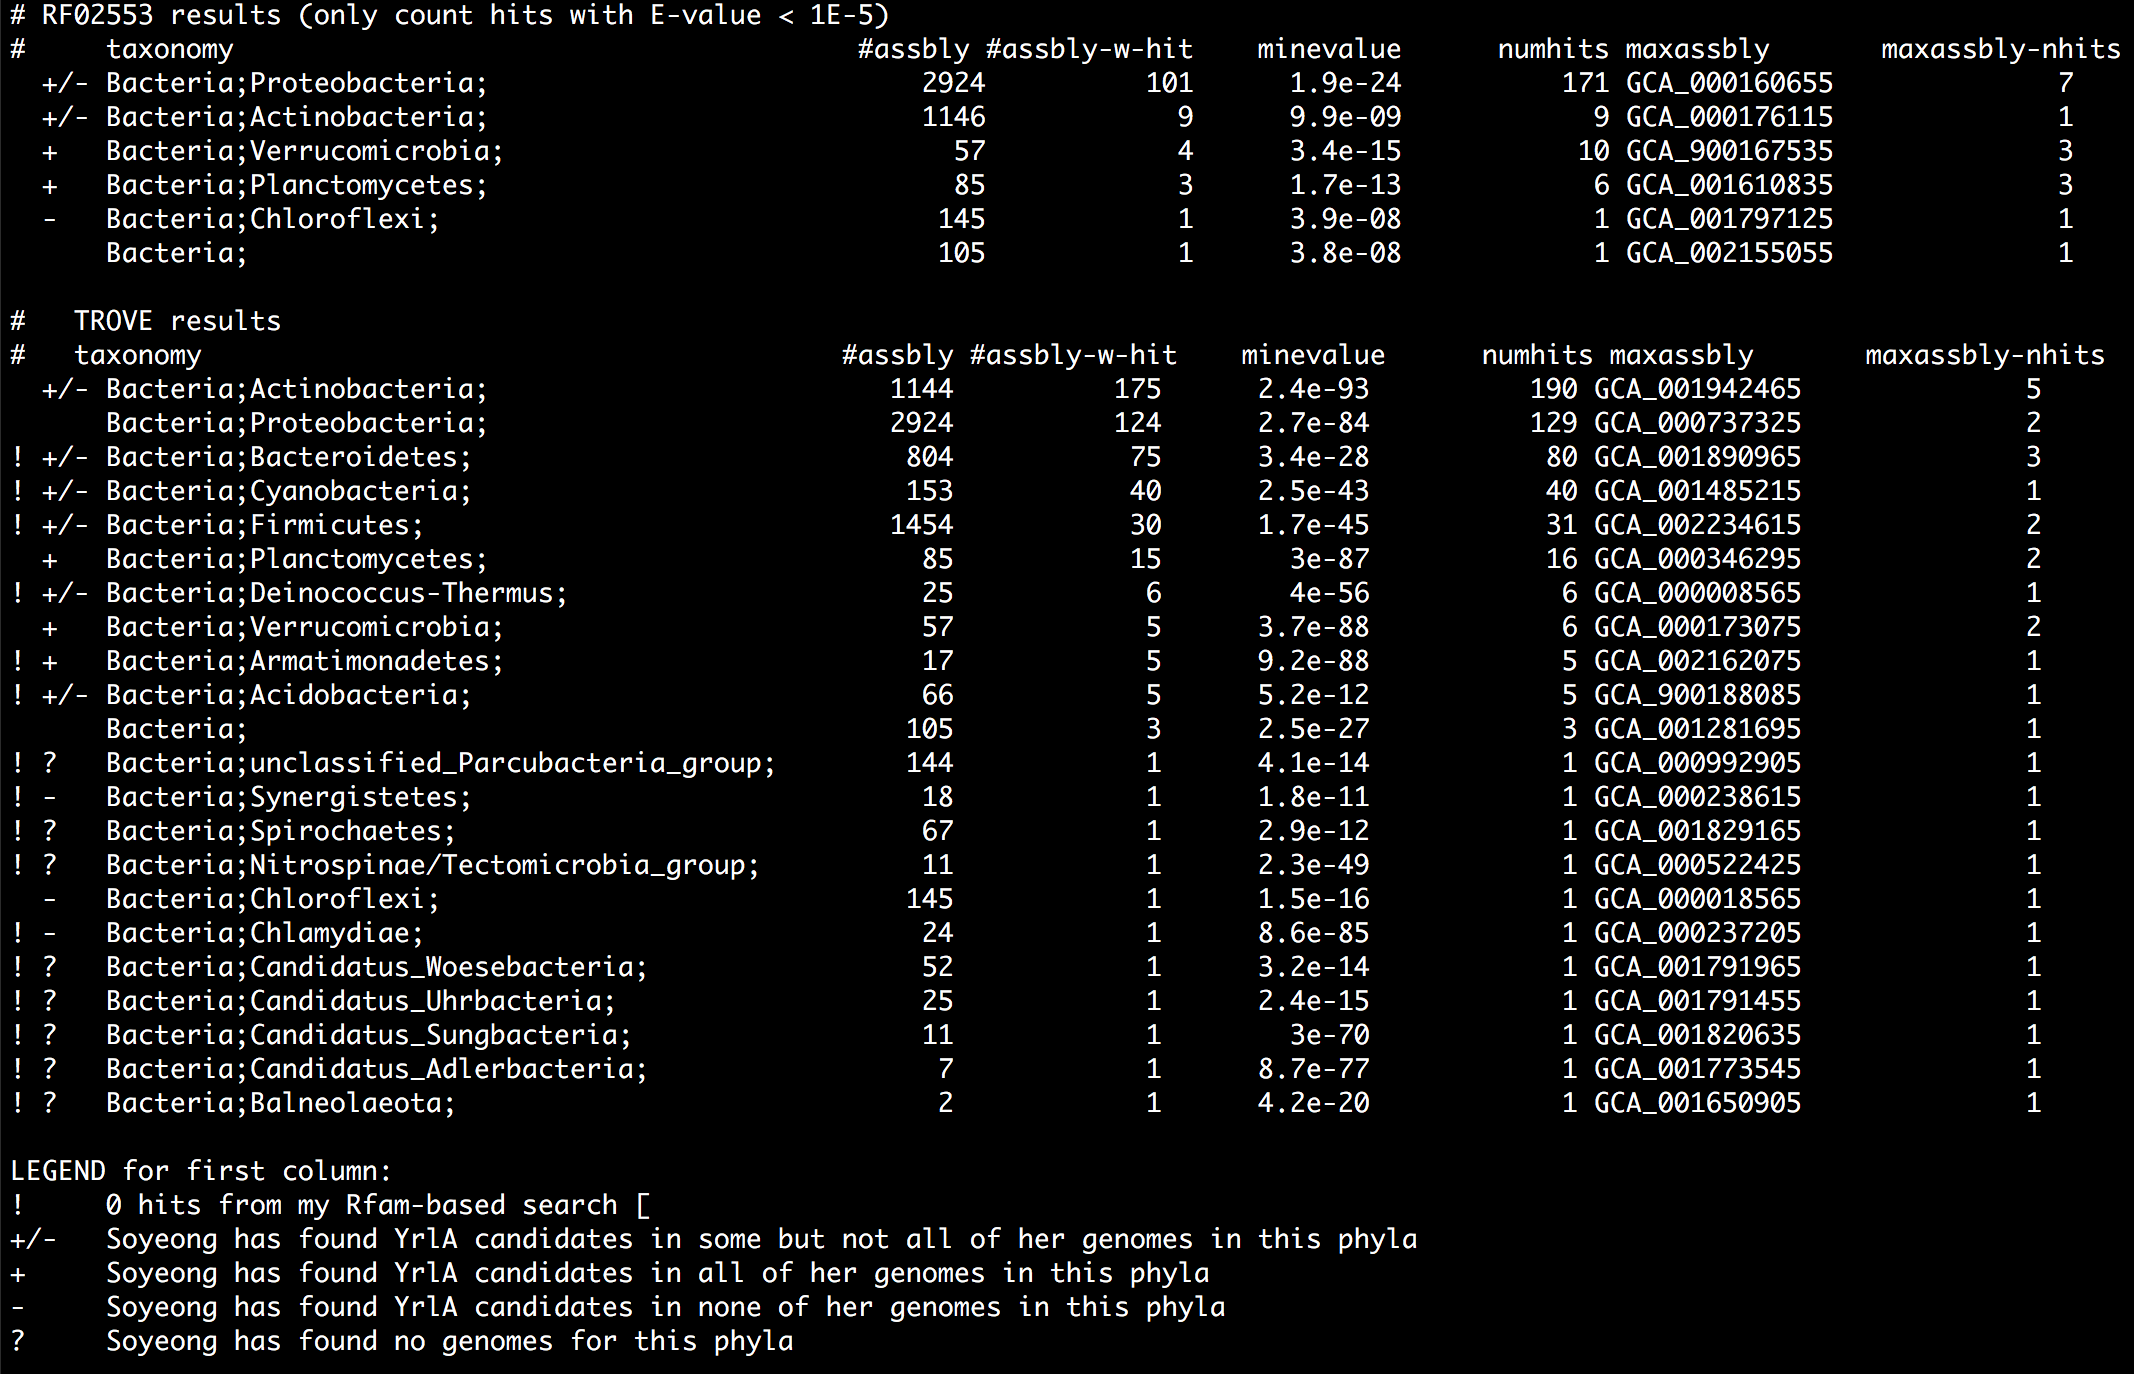 # RF02553 results (only count hits with E-value < 1E-5)
#     taxonomy                                       #assbly #assbly-w-hit    minevalue      numhits maxassbly       maxassbly-nhits
  +/- Bacteria;Proteobacteria;                           2924          101      1.9e-24          171 GCA_000160655              7
  +/- Bacteria;Actinobacteria;                           1146            9      9.9e-09            9 GCA_000176115              1
  +   Bacteria;Verrucomicrobia;                            57            4      3.4e-15           10 GCA_900167535              3
  +   Bacteria;Planctomycetes;                             85            3      1.7e-13            6 GCA_001610835              3
  -   Bacteria;Chloroflexi;                               145            1      3.9e-08            1 GCA_001797125              1
      Bacteria;                                           105            1      3.8e-08            1 GCA_002155055              1
#   TROVE results
#   taxonomy                                        #assbly #assbly-w-hit    minevalue      numhits maxassbly       maxassbly-nhits
  +/- Bacteria;Actinobacteria;                         1144          175      2.4e-93          190 GCA_001942465              5
      Bacteria;Proteobacteria;                         2924          124      2.7e-84          129 GCA_000737325              2
! +/- Bacteria;Bacteroidetes;                           804           75      3.4e-28           80 GCA_001890965              3
! +/- Bacteria;Cyanobacteria;                           153           40      2.5e-43           40 GCA_001485215              1
! +/- Bacteria;Firmicutes;                             1454           30      1.7e-45           31 GCA_002234615              2
  +   Bacteria;Planctomycetes;                           85           15        3e-87           16 GCA_000346295              2
! +/- Bacteria;Deinococcus-Thermus;                      25            6        4e-56            6 GCA_000008565              1
  +   Bacteria;Verrucomicrobia;                          57            5      3.7e-88            6 GCA_000173075              2
! +   Bacteria;Armatimonadetes;                          17            5      9.2e-88            5 GCA_002162075              1
! +/- Bacteria;Acidobacteria;                            66            5      5.2e-12            5 GCA_900188085              1
      Bacteria;                                         105            3      2.5e-27            3 GCA_001281695              1
! ?   Bacteria;unclassified_Parcubacteria_group;        144            1      4.1e-14            1 GCA_000992905              1
! -   Bacteria;Synergistetes;                            18            1      1.8e-11            1 GCA_000238615              1
! ?   Bacteria;Spirochaetes;                             67            1      2.9e-12            1 GCA_001829165              1
! ?   Bacteria;Nitrospinae/Tectomicrobia_group;          11            1      2.3e-49            1 GCA_000522425              1
  -   Bacteria;Chloroflexi;                             145            1      1.5e-16            1 GCA_000018565              1
! -   Bacteria;Chlamydiae;                               24            1      8.6e-85            1 GCA_000237205              1
! ?   Bacteria;Candidatus_Woesebacteria;                 52            1      3.2e-14            1 GCA_001791965              1
! ?   Bacteria;Candidatus_Uhrbacteria;                   25            1      2.4e-15            1 GCA_001791455              1
! ?   Bacteria;Candidatus_Sungbacteria;                  11            1        3e-70            1 GCA_001820635              1
! ?   Bacteria;Candidatus_Adlerbacteria;                  7            1      8.7e-77            1 GCA_001773545              1
! ?   Bacteria;Balneolaeota;                              2            1      4.2e-20            1 GCA_001650905              1
LEGEND for first column:
!     0 hits from my Rfam-based search [
+/-   Soyeong has found YrlA candidates in some but not all of her genomes in this phyla
+     Soyeong has found YrlA candidates in all of her genomes in this phyla
-     Soyeong has found YrlA candidates in none of her genomes in this phyla
?     Soyeong has found no genomes for this phyla